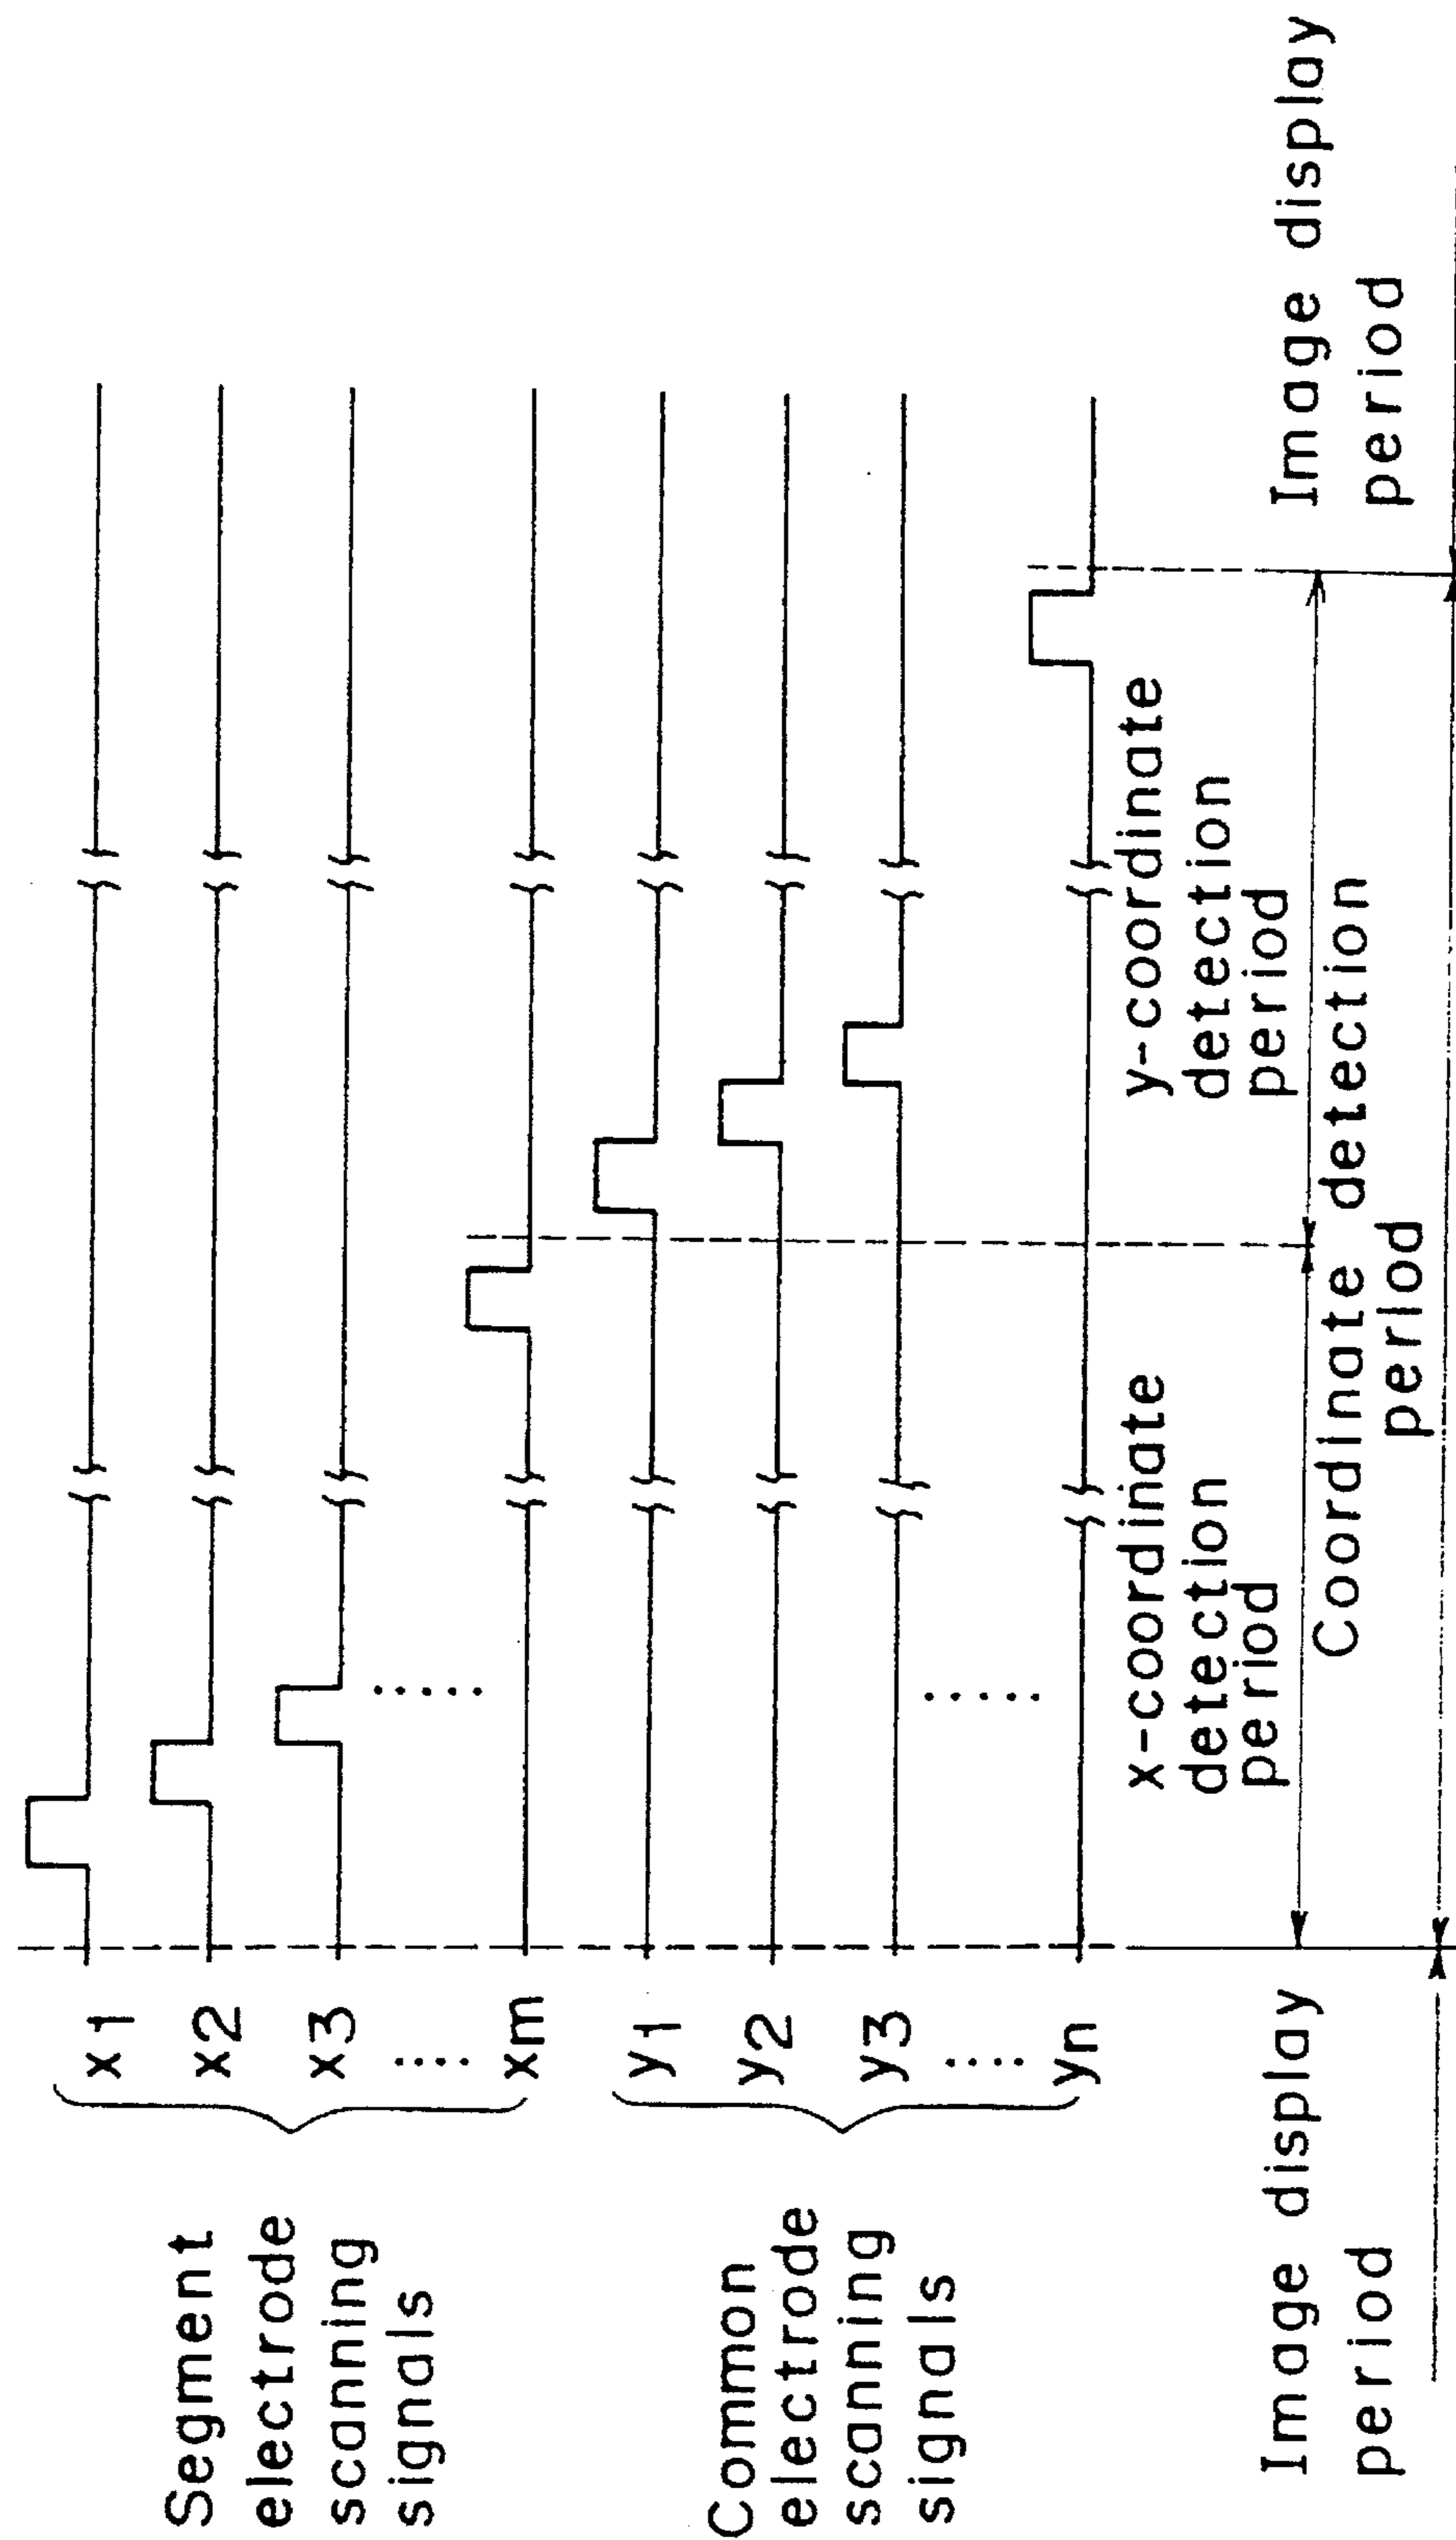 Segment
electrode
scanning
signals
x1
x2
x3
.....
xm
.....
Common
electrode
scanning
signals
y1
y2
y3
.....
yn
.....
x-coordinate
detection
period
y-coordinate
detection
period
Image display
period
Coordinate detection
period
Image display
period